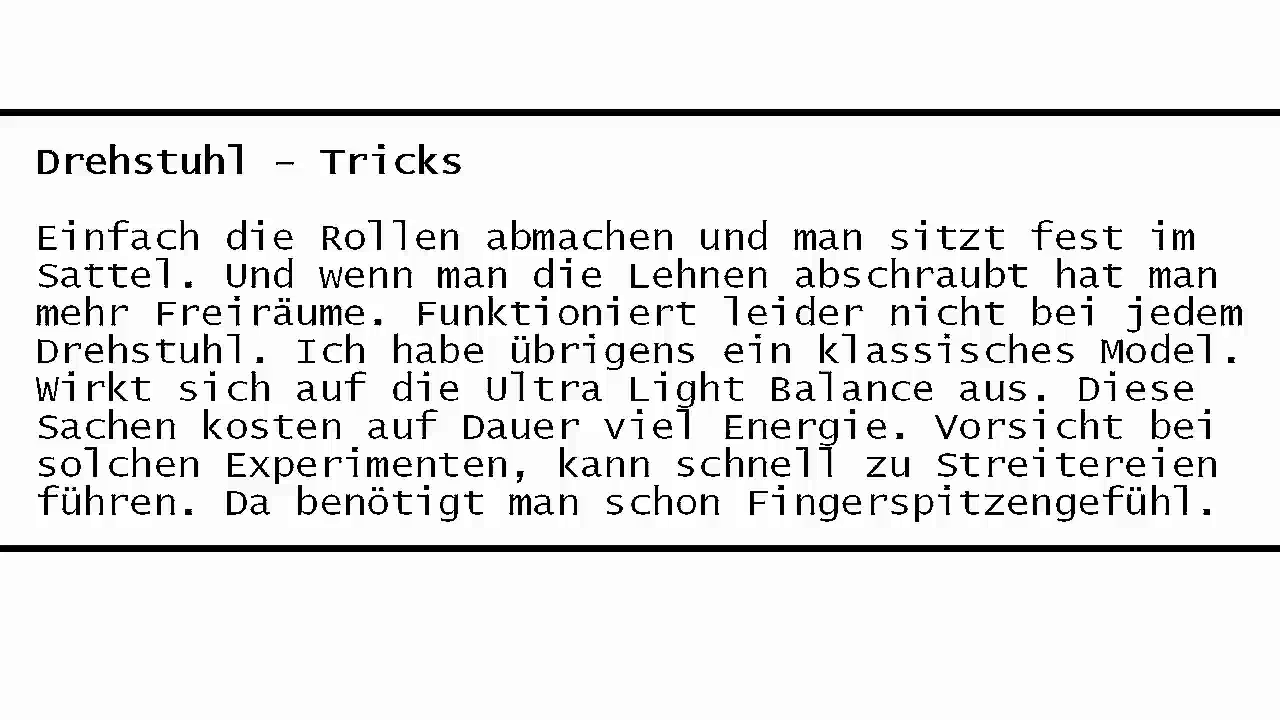 Drehstuhl – Tricks
Einfach die Rollen abmachen und man sitzt fest im
Sattel. Und wenn man die Lehnen abschraubt hat man
mehr Freiräume. Funktioniert leider nicht bei jedem
Drehstuhl. Ich habe übrigens ein klassisches Model.
Wirkt sich auf die Ultra Light Balance aus. Diese
Sachen kosten auf Dauer viel Energie. Vorsicht bei
solchen Experimenten, kann schnell zu Streitereien
führen. Da benötigt man schon Fingerspitzengefühl.